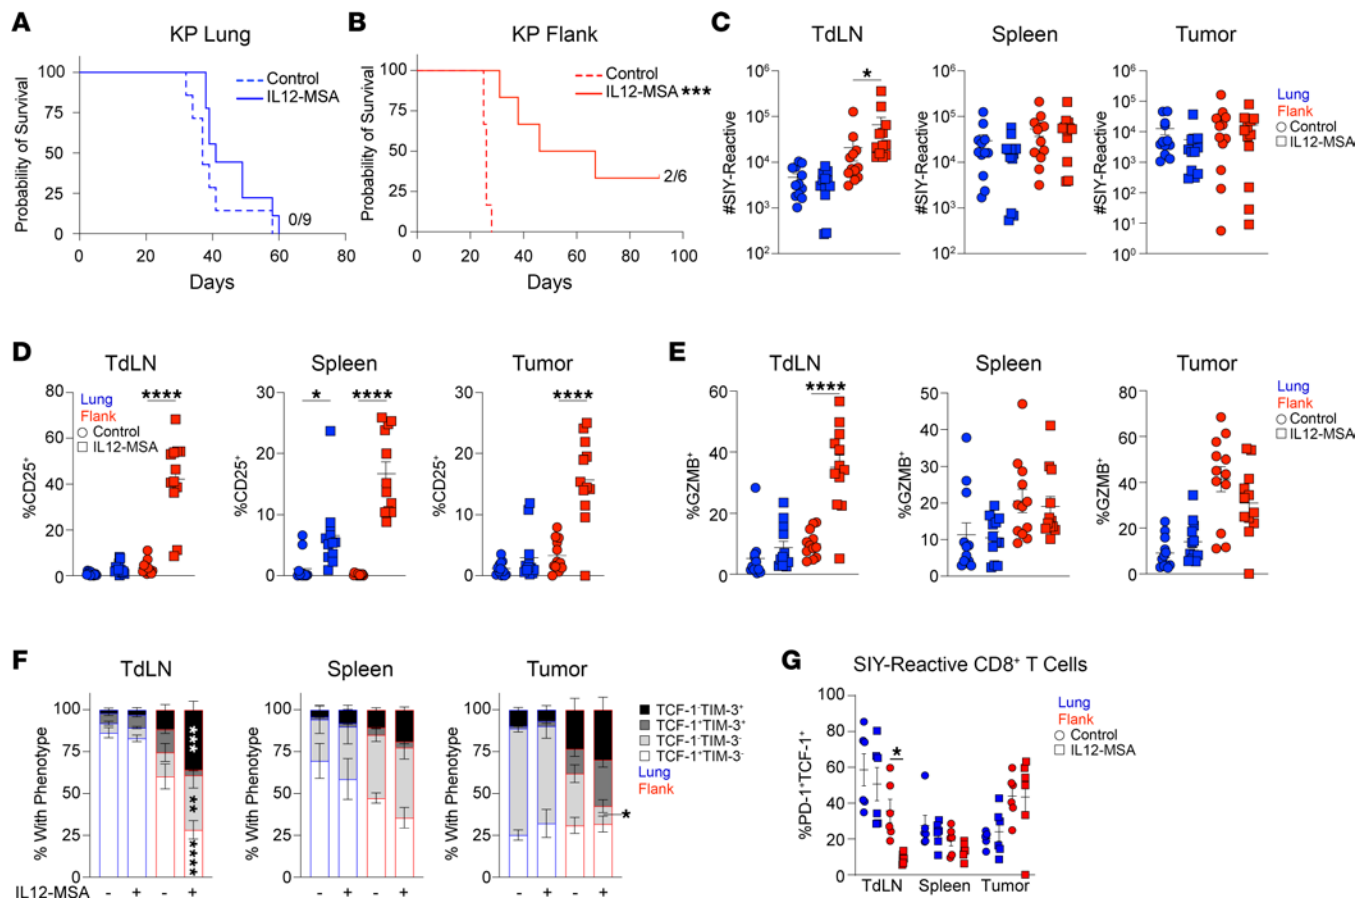 A
KP Lung
Probability of Survival
100
75
50
25
0
Control
IL12-MSA
0/9
0 20 40 60 80
Days
B
KP Flank
Probability of Survival
100
75
50
25
0
Control
IL12-MSA ***
2/6
0 20 40 60 80 100
Days
C
TdLN
#SIY-Reactive
10⁶
10⁵
10⁴
10³
10²
*
Spleen
#SIY-Reactive
10⁶
10⁵
10⁴
10³
10²
Tumor
#SIY-Reactive
10⁶
10⁵
10⁴
10³
10²
10¹
10⁰
Lung
Flank
Control
IL12-MSA
D
TdLN
%CD25⁺
80
60
40
20
0
Lung
Flank
Control
IL12-MSA
****
Spleen
%CD25⁺
30
20
10
0
* ****
Tumor
%CD25⁺
30
20
10
0
****
E
TdLN
%GZMB⁺
60
40
20
0
****
Spleen
%GZMB⁺
50
40
30
20
10
0
Tumor
%GZMB⁺
80
60
40
20
0
Lung
Flank
Control
IL12-MSA
F
TdLN
% With Phenotype
100
75
50
25
0
***
**
****
IL12-MSA - + - +
Spleen
% With Phenotype
100
75
50
25
0
- + - +
Tumor
% With Phenotype
100
75
50
25
0
*
- + - +
TCF-1⁻TIM-3⁺
TCF-1⁺TIM-3⁺
TCF-1⁻TIM-3⁻
TCF-1⁺TIM-3⁻
Lung
Flank
G
SIY-Reactive CD8⁺ T Cells
%PD-1⁺TCF-1⁺
100
80
60
40
20
0
*
TdLN Spleen Tumor
Lung
Flank
Control
IL12-MSA